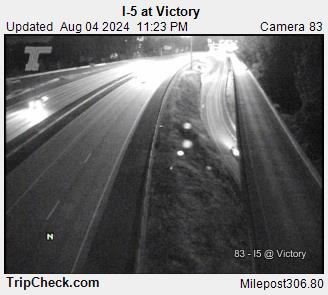 I-5 at Victory
Updated Aug 04 2024 11:23 PM Camera 83
T
N
83 - I5 @ Victory
TripCheck.com Milepost306.80